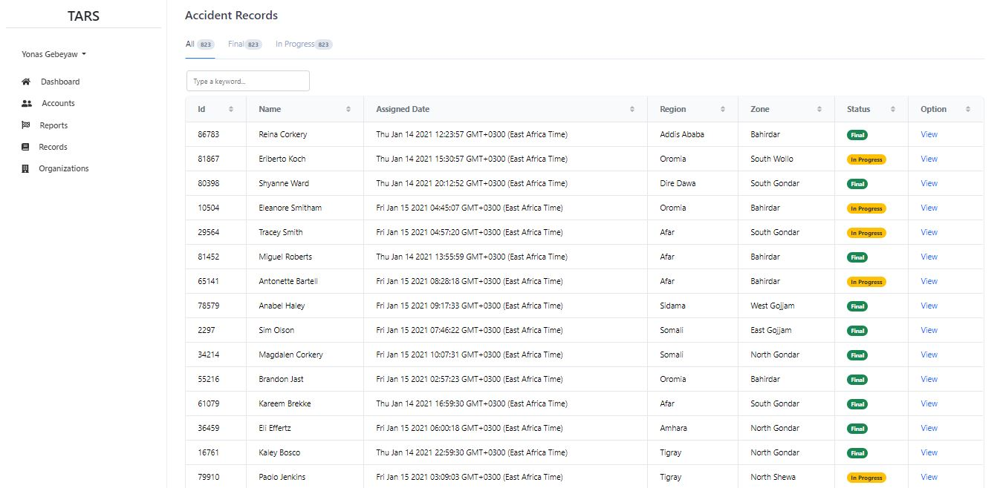 TARS
Yonas Gebeyaw
Dashboard
Accounts
Reports
Records
Organizations
Accident Records
All 823 Final 823 In Progress 823
Type a keyword...
Id Name Assigned Date Region Zone Status Option
86783 Reina Corkery Thu Jan 14 2021 12:23:57 GMT+0300 (East Africa Time) Addis Ababa Bahirdar Final View
81867 Eriberto Koch Thu Jan 14 2021 15:30:57 GMT+0300 (East Africa Time) Oromia South Wollo In Progress View
80398 Shyanne Ward Thu Jan 14 2021 20:12:52 GMT+0300 (East Africa Time) Dire Dawa South Gondar Final View
10504 Eleanore Smitham Fri Jan 15 2021 04:45:07 GMT+0300 (East Africa Time) Oromia Bahirdar In Progress View
29564 Tracey Smith Fri Jan 15 2021 04:57:20 GMT+0300 (East Africa Time) Afar South Gondar In Progress View
81452 Miguel Roberts Thu Jan 14 2021 13:55:59 GMT+0300 (East Africa Time) Afar Bahirdar Final View
65141 Antonette Bartell Fri Jan 15 2021 08:28:18 GMT+0300 (East Africa Time) Afar Bahirdar In Progress View
78579 Anabel Haley Fri Jan 15 2021 09:17:33 GMT+0300 (East Africa Time) Sidama West Gojjam Final View
2297 Sim Olson Fri Jan 15 2021 07:46:22 GMT+0300 (East Africa Time) Somali East Gojjam Final View
34214 Magdalen Corkery Fri Jan 15 2021 10:07:31 GMT+0300 (East Africa Time) Somali North Gondar Final View
55216 Brandon Jast Fri Jan 15 2021 02:57:23 GMT+0300 (East Africa Time) Oromia Bahirdar Final View
61079 Kareem Brekke Thu Jan 14 2021 16:59:30 GMT+0300 (East Africa Time) Afar South Gondar Final View
36459 Eli Effertz Fri Jan 15 2021 06:00:18 GMT+0300 (East Africa Time) Amhara North Gondar Final View
16761 Kaley Bosco Thu Jan 14 2021 22:59:30 GMT+0300 (East Africa Time) Tigray North Gondar Final View
79910 Paolo Jenkins Fri Jan 15 2021 03:09:03 GMT+0300 (East Africa Time) Tigray North Shewa In Progress View